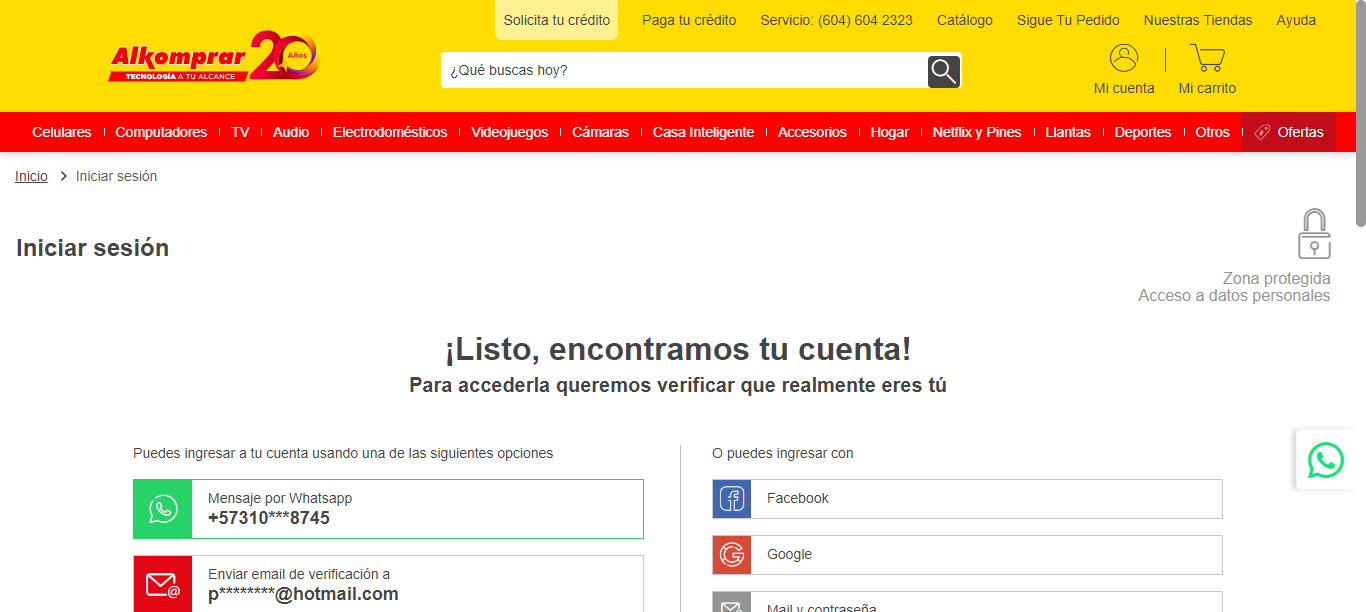 Solicita tu crédito Paga tu crédito Servicio: (604) 604 2323 Catálogo Sigue Tu Pedido Nuestras Tiendas Ayuda
Alkomprar 20 Años
TECNOLOGÍA A TU ALCANCE
¿Qué buscas hoy?
Mi cuenta Mi carrito
Celulares Computadores TV Audio Electrodomésticos Videojuegos Cámaras Casa Inteligente Accesorios Hogar Netflix y Pines Llantas Deportes Otros Ofertas
Inicio > Iniciar sesión
Iniciar sesión
Zona protegida
Acceso a datos personales
¡Listo, encontramos tu cuenta!
Para accederla queremos verificar que realmente eres tú
Puedes ingresar a tu cuenta usando una de las siguientes opciones
Mensaje por Whatsapp
+57310***8745
Enviar email de verificación a
p********@hotmail.com
O puedes ingresar con
Facebook
Google
Mail y contraseña